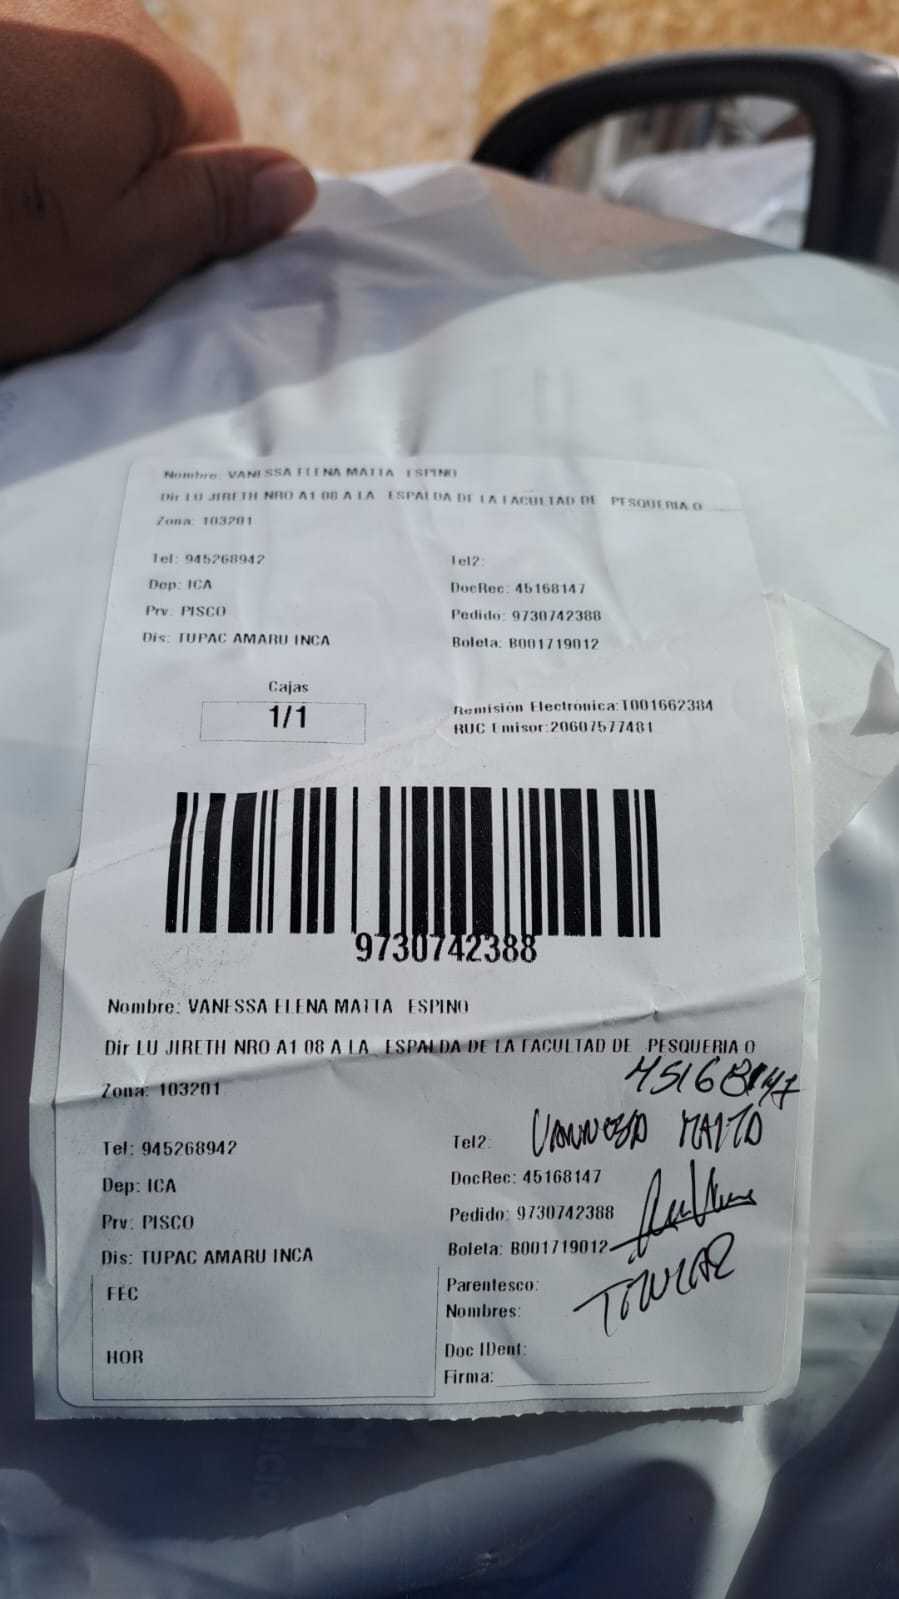 Nombre: VANESSA ELENA MATTA ESPINO
Dir LU JIRETH NRO A1 08 A LA ESPALDA DE LA FACULTAD DE PESQUERIA O
Zona: 103201
Tel: 945268942
Tel2:
Dep: ICA
DocRec: 45168147
Prv: PISCO
Pedido: 9730742388
Dis: TUPAC AMARU INCA
Boleta: B001719012
Cajas
1/1
Remisión Electrónica:T001662384
RUC Emisor:20607577481
9730742388
Nombre: VANESSA ELENA MATTA ESPINO
Dir LU JIRETH NRO A1 08 A LA ESPALDA DE LA FACULTAD DE PESQUERIA O
Zona: 103201
45168147
Tel: 945268942
Tel2:
Vannesa Matta
Dep: ICA
DocRec: 45168147
Prv: PISCO
Pedido: 9730742388
Dis: TUPAC AMARU INCA
Boleta: B001719012
FEC
Parentesco:
Titular
Nombres:
HOR
Doc IDent:
Firma: